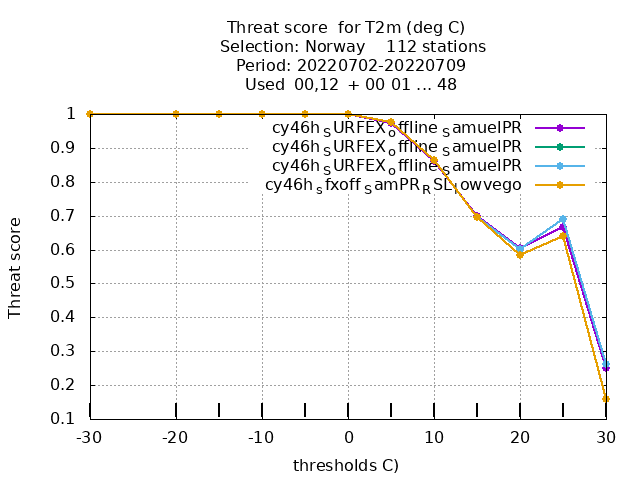 Threat score for T2m (deg C)
Selection: Norway 112 stations
Period: 20220702-20220709
Used 00,12 + 00 01 ... 48
cy46h_SURFEX_offline_SamuelPR
cy46h_SURFEX_offline_SamuelPR
cy46h_SURFEX_offline_SamuelPR
cy46h_sfxoff_SamPR_RSL_lowvego
1
0.9
0.8
0.7
0.6
0.5
0.4
0.3
0.2
0.1
Threat score
-30 -20 -10 0 10 20 30
thresholds C)